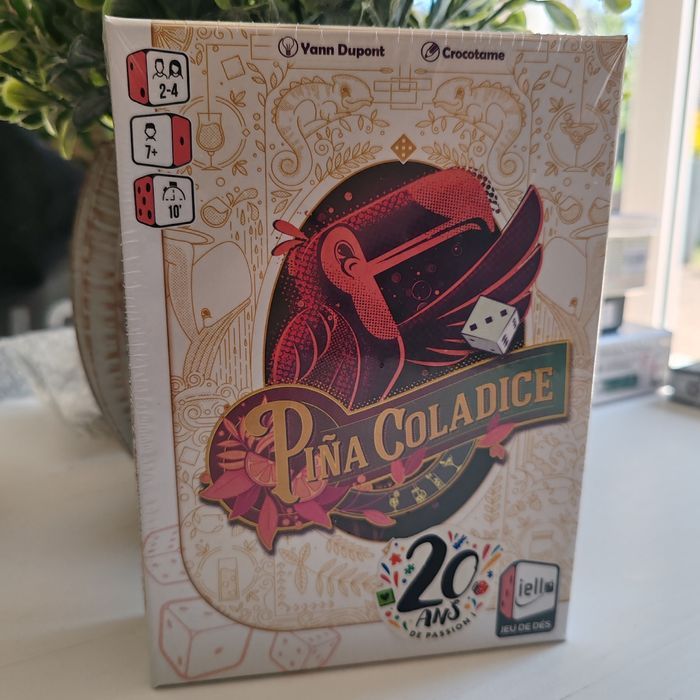 Yann Dupont
Crocotame
2-4
7+
10'
PIÑA COLADICE
20
ANS
DE PASSION !
iello
JEU DE DÉS